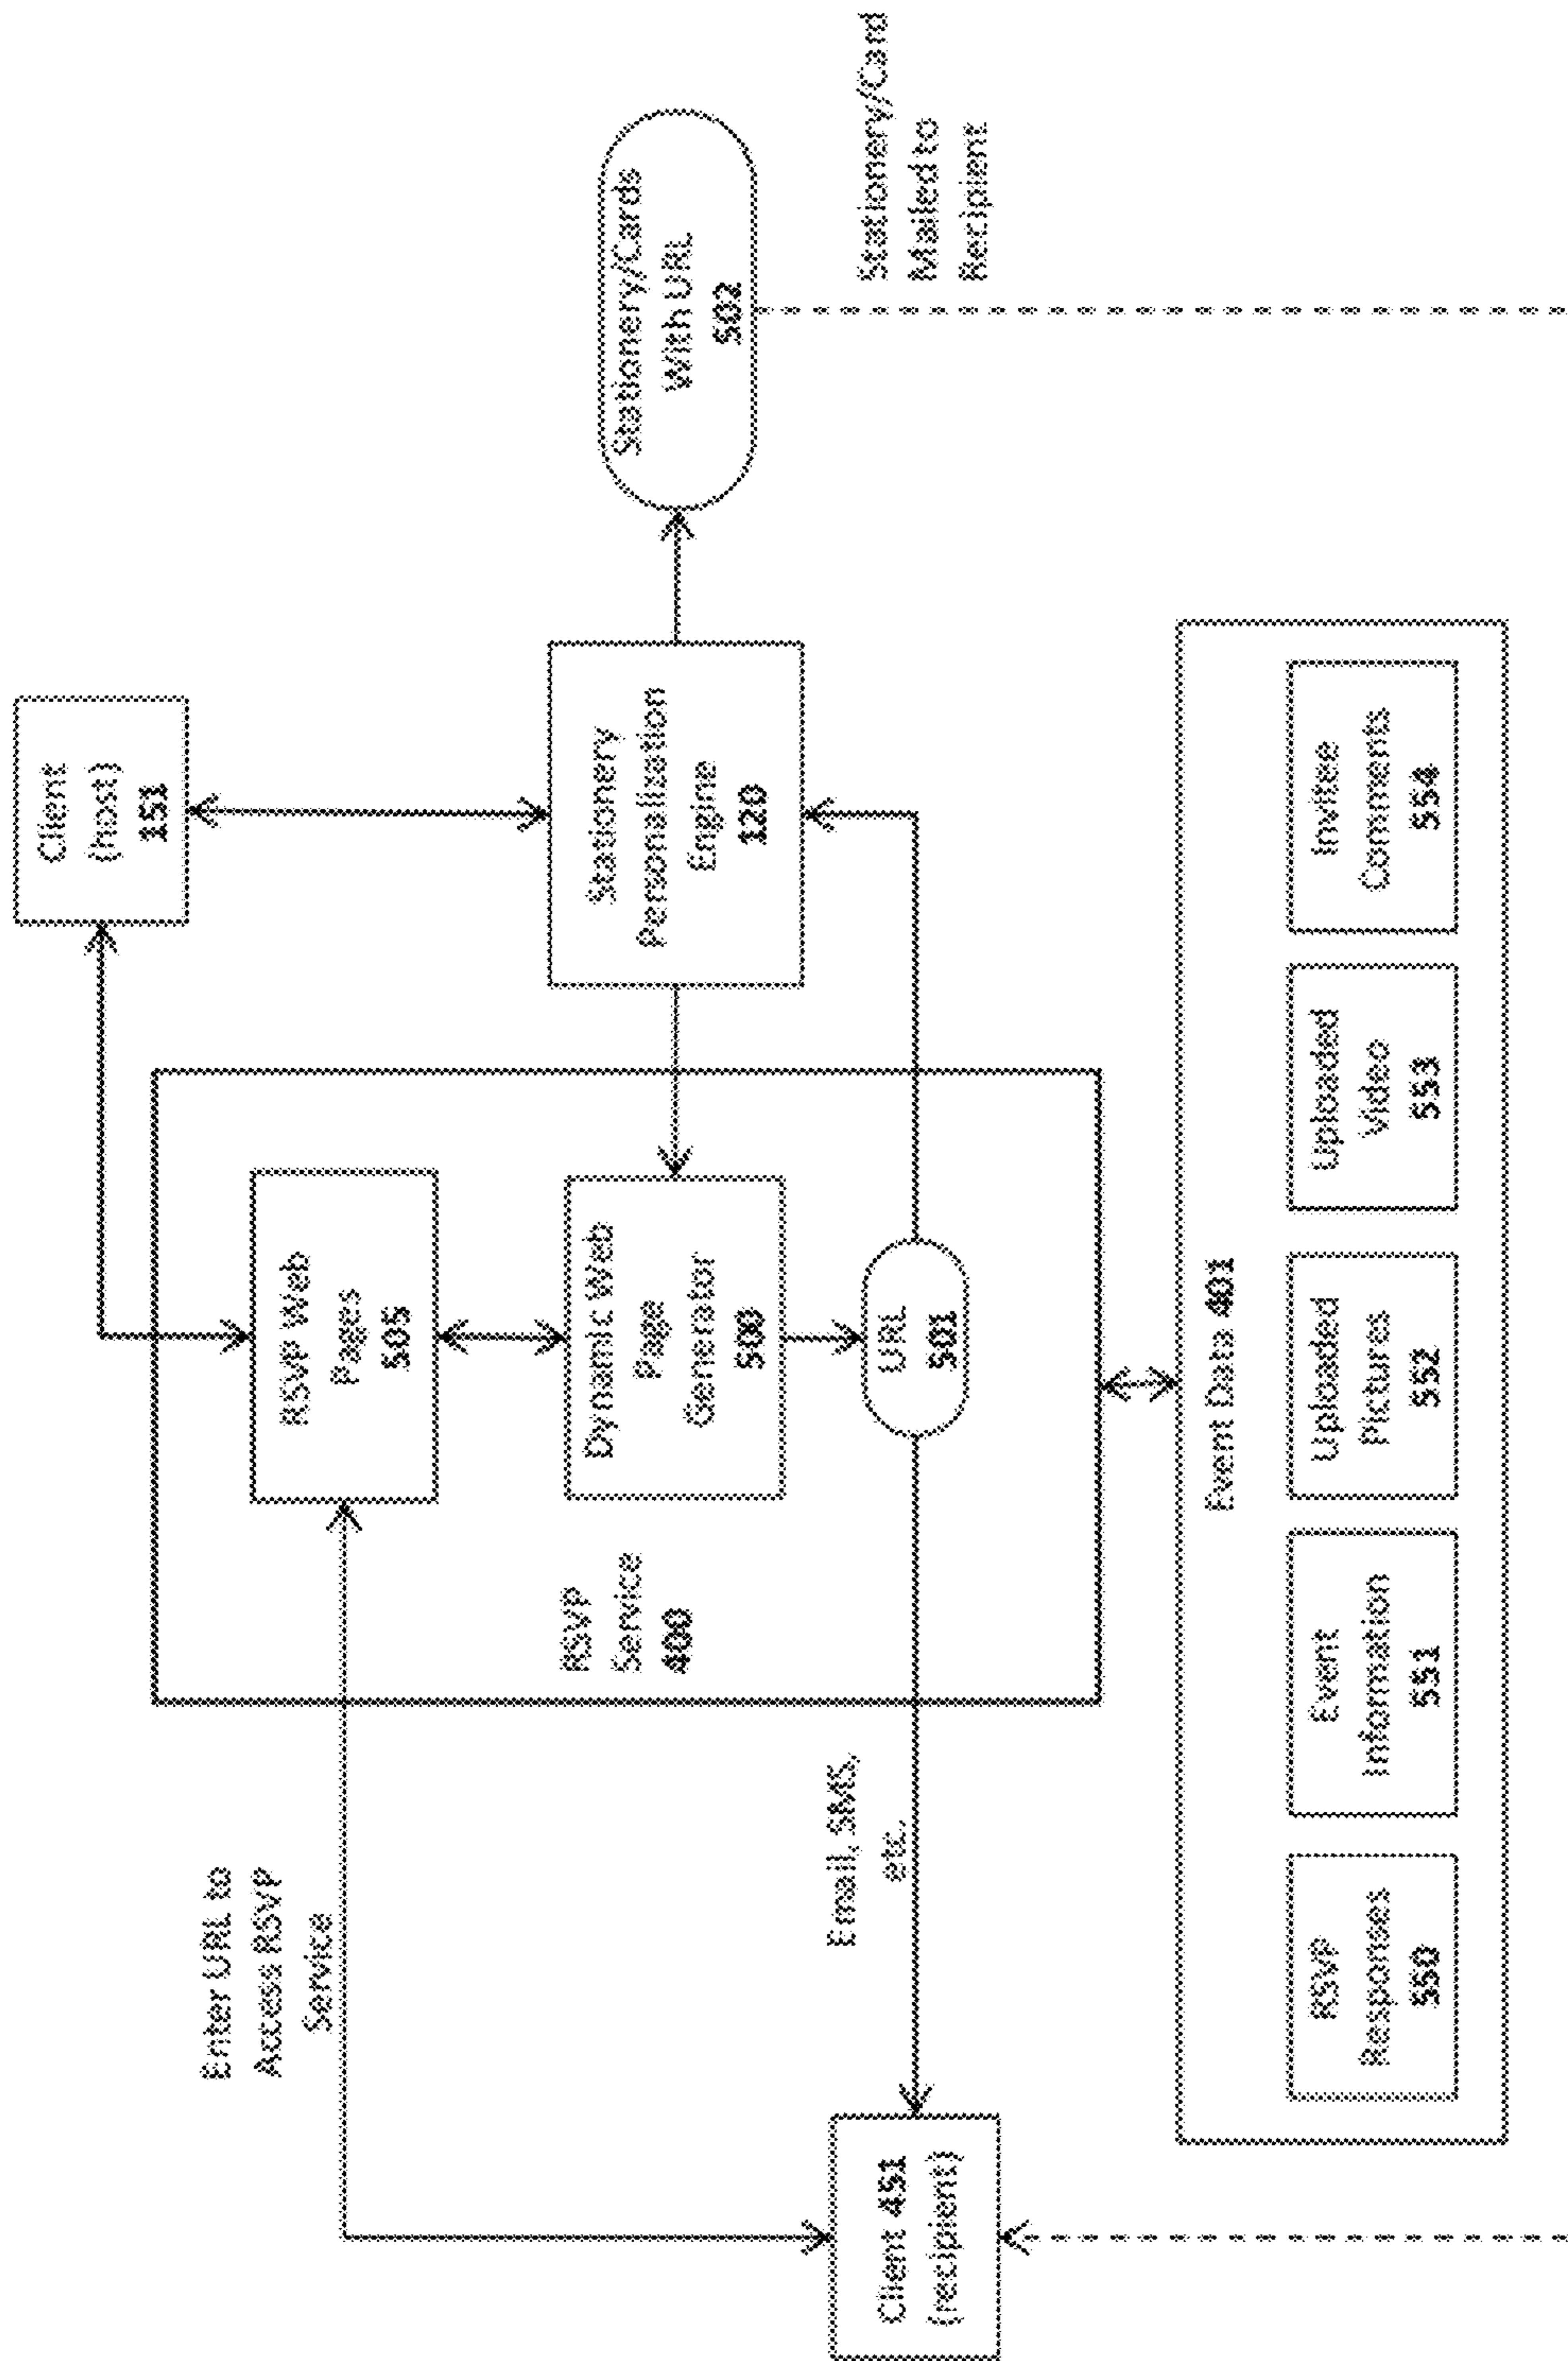 Client
(host)
151
Enter URL to
Access RSVP
Service
RSVP Web
Pages
505
Stationery
Personalization
Engine
120
Stationery/Cards
With URL
502
RSVP
Service
400
Dynamic Web
Page
Generator
500
URL
501
Email, SMS,
etc.
Client 451
(recipient)
Stationery/Card
Mailed to
Recipient
Event Data 401
RSVP
Responses
550
Event
Information
551
Uploaded
Pictures
552
Uploaded
Video
553
Invitee
Comments
554